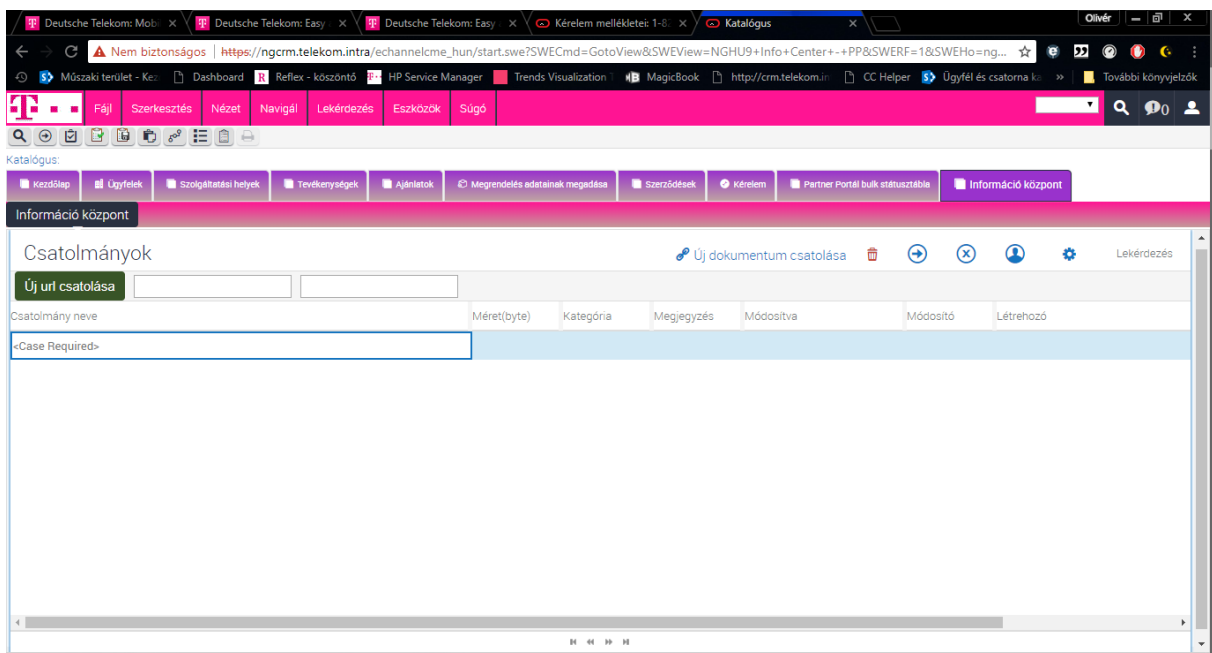 Deutsche Telekom: Mobi Deutsche Telekom: Easy Deutsche Telekom: Easy Kérelem mellékletei: 1-8 Katalógus Olivér
Nem biztonságos | https://ngcrm.telekom.intra/echannelcme_hun/start.swe?SWECmd=GotoView&SWEView=NGHU9+Info+Center+-+PP&SWERF=1&SWEHo=ng...
Műszaki terület - Kez Dashboard R Reflex - köszöntő HP Service Manager Trends Visualization MagicBook http://crm.telekom.in CC Helper Ügyfél és csatorna ka » További könyvjelzők
T Fájl Szerkesztés Nézet Navigál Lekérdezés Eszközök Súgó 0
Katalógus:
Kezdőlap Ügyfelek Szolgáltatási helyek Tevékenységek Ajánlatok Megrendelés adatainak megadása Szerződések Kérelem Partner Portál bulk státusztábla Információ központ
Információ központ
Csatolmányok Új dokumentum csatolása Lekérdezés
Új url csatolása
Csatolmány neve Méret(byte) Kategória Megjegyzés Módosítva Módosító Létrehozó
<Case Required>